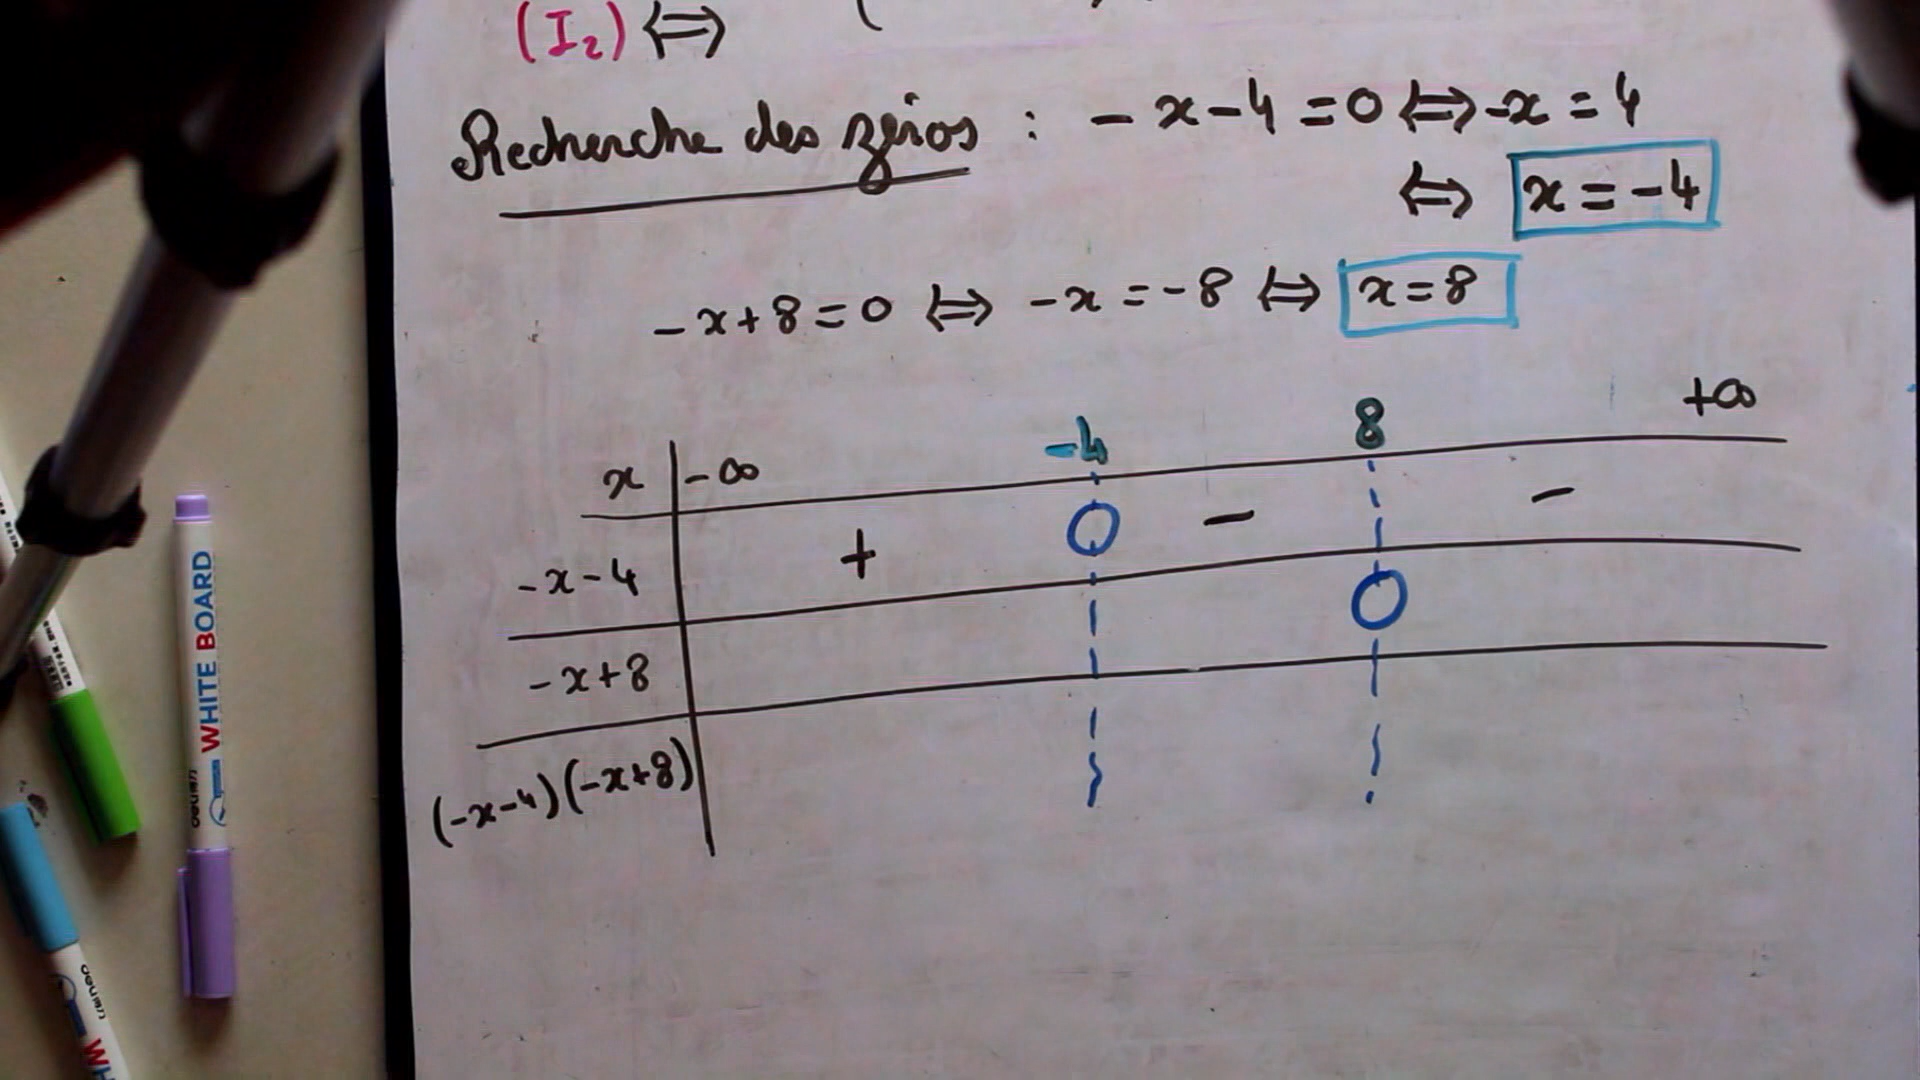 (I₂) ⇔
Recherche des zéros : -x-4=0 ⇔ -x=4
⇔ x=-4
-x+8=0 ⇔ -x=-8 ⇔ x=8
x -∞ -4 8 +∞
-x-4 + 0 - -
-x+8 0
(-x-4)(-x+8)
WHITE BOARD